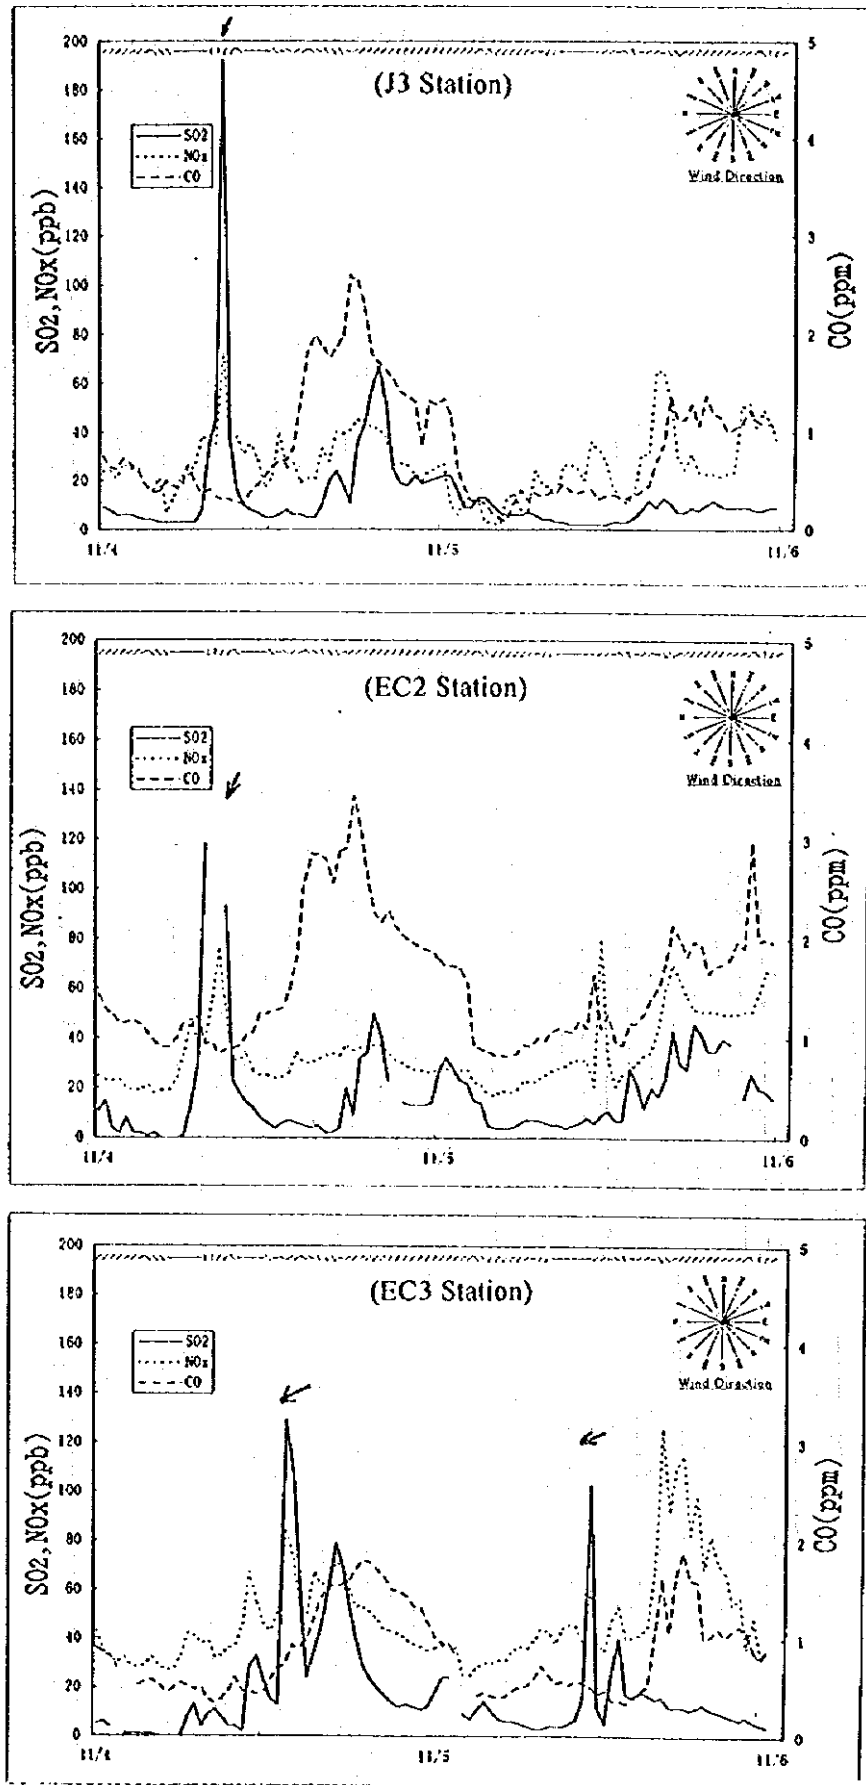 (J3 Station)
SO2,NOx(ppb)
CO(ppm)
200
180
160
140
120
100
80
60
40
20
0
5
4
3
2
1
0
SO2
NOx
CO
Wind Direction
11/4
11/5
11/6
(EC2 Station)
SO2,NOx(ppb)
CO(ppm)
200
180
160
140
120
100
80
60
40
20
0
5
4
3
2
1
0
SO2
NOx
CO
Wind Direction
11/4
11/5
11/6
(EC3 Station)
SO2,NOx(ppb)
CO(ppm)
200
180
160
140
120
100
80
60
40
20
0
5
4
3
2
1
0
SO2
NOx
CO
Wind Direction
11/4
11/5
11/6